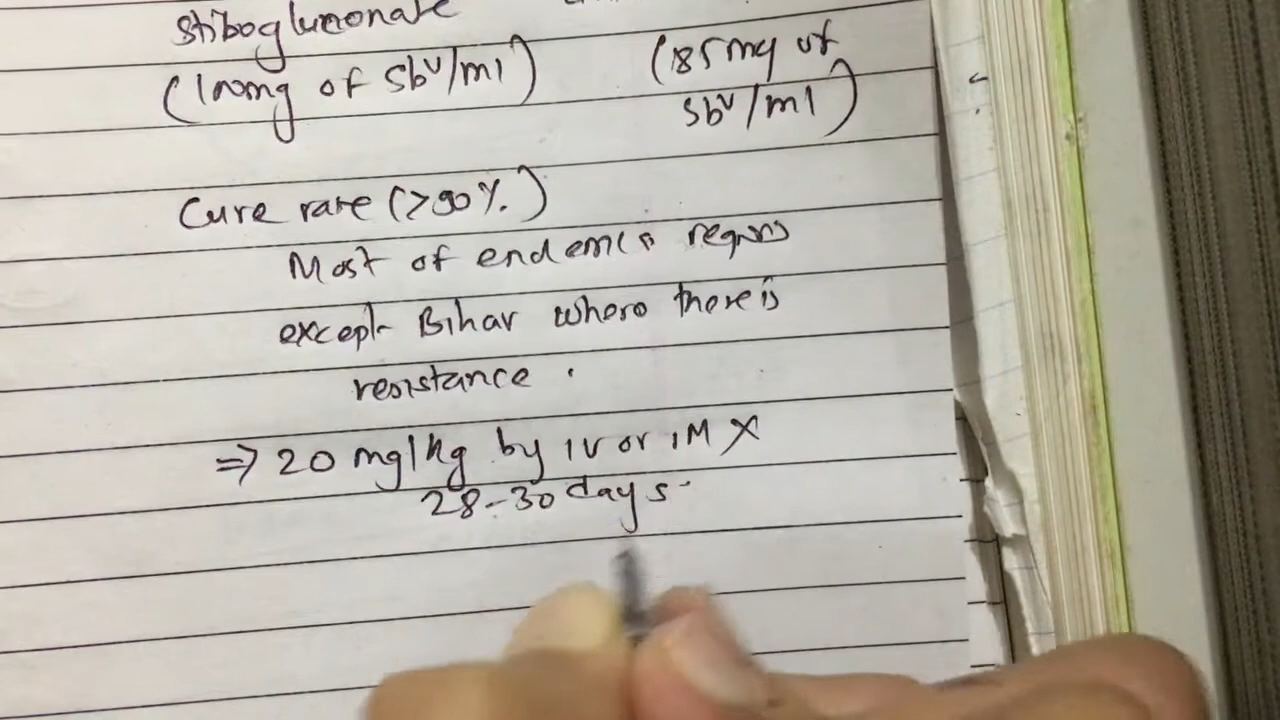 stibogluconate
(100mg of Sbv/ml) (85mg of
Sbv/ml)
Cure rate (>90%.)
Most of endemic regions
except Bihar where there is
resistance .
⇒ 20 mg/kg by IV or IM X
28-30 days.